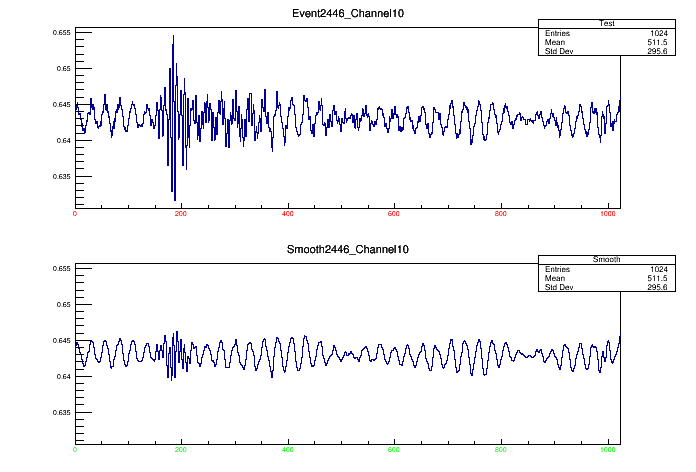 Event2446_Channel10
Test
Entries 1024
Mean 511.5
Std Dev 295.6
0.655
0.65
0.645
0.64
0.635
0 200 400 600 800 1000
Smooth2446_Channel10
Smooth
Entries 1024
Mean 511.5
Std Dev 295.6
0.655
0.65
0.645
0.64
0.635
0 200 400 600 800 1000